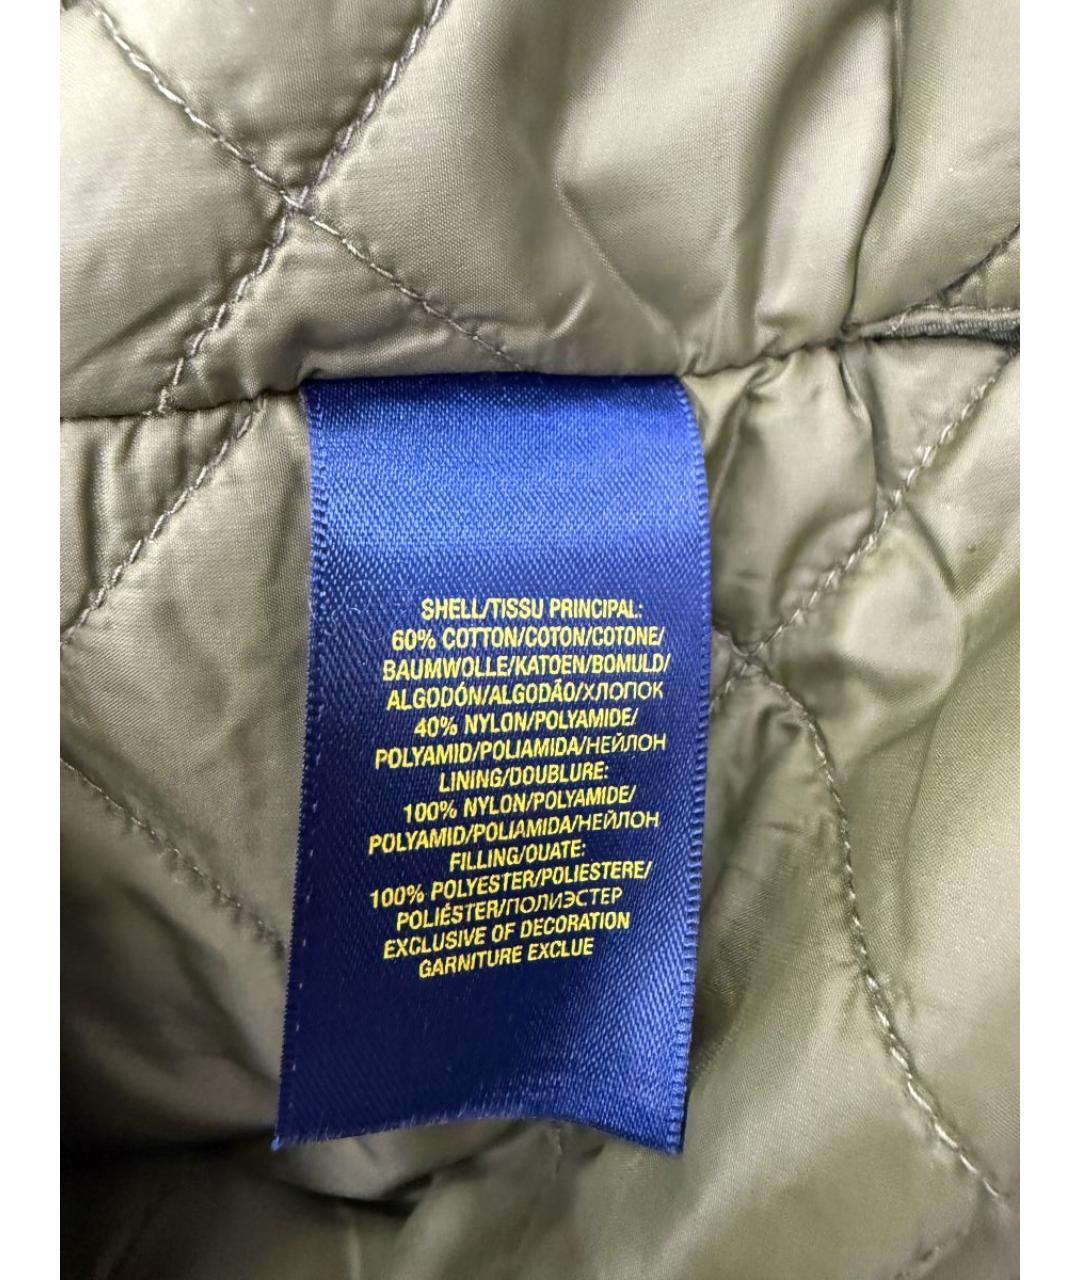 SHELL/TISSU PRINCIPAL:
60% COTTON/COTON/COTONE/
BAUMWOLLE/KATOEN/BOMULD/
ALGODÓN/ALGODÃO/ХЛОПОК
40% NYLON/POLYAMIDE/
POLYAMID/POLIAMIDA/НЕЙЛОН
LINING/DOUBLURE:
100% NYLON/POLYAMIDE/
POLYAMID/POLIAMIDA/НЕЙЛОН
FILLING/OUATE:
100% POLYESTER/POLIESTERE/
POLIÉSTER/ПОЛИЭСТЕР
EXCLUSIVE OF DECORATION
GARNITURE EXCLUE